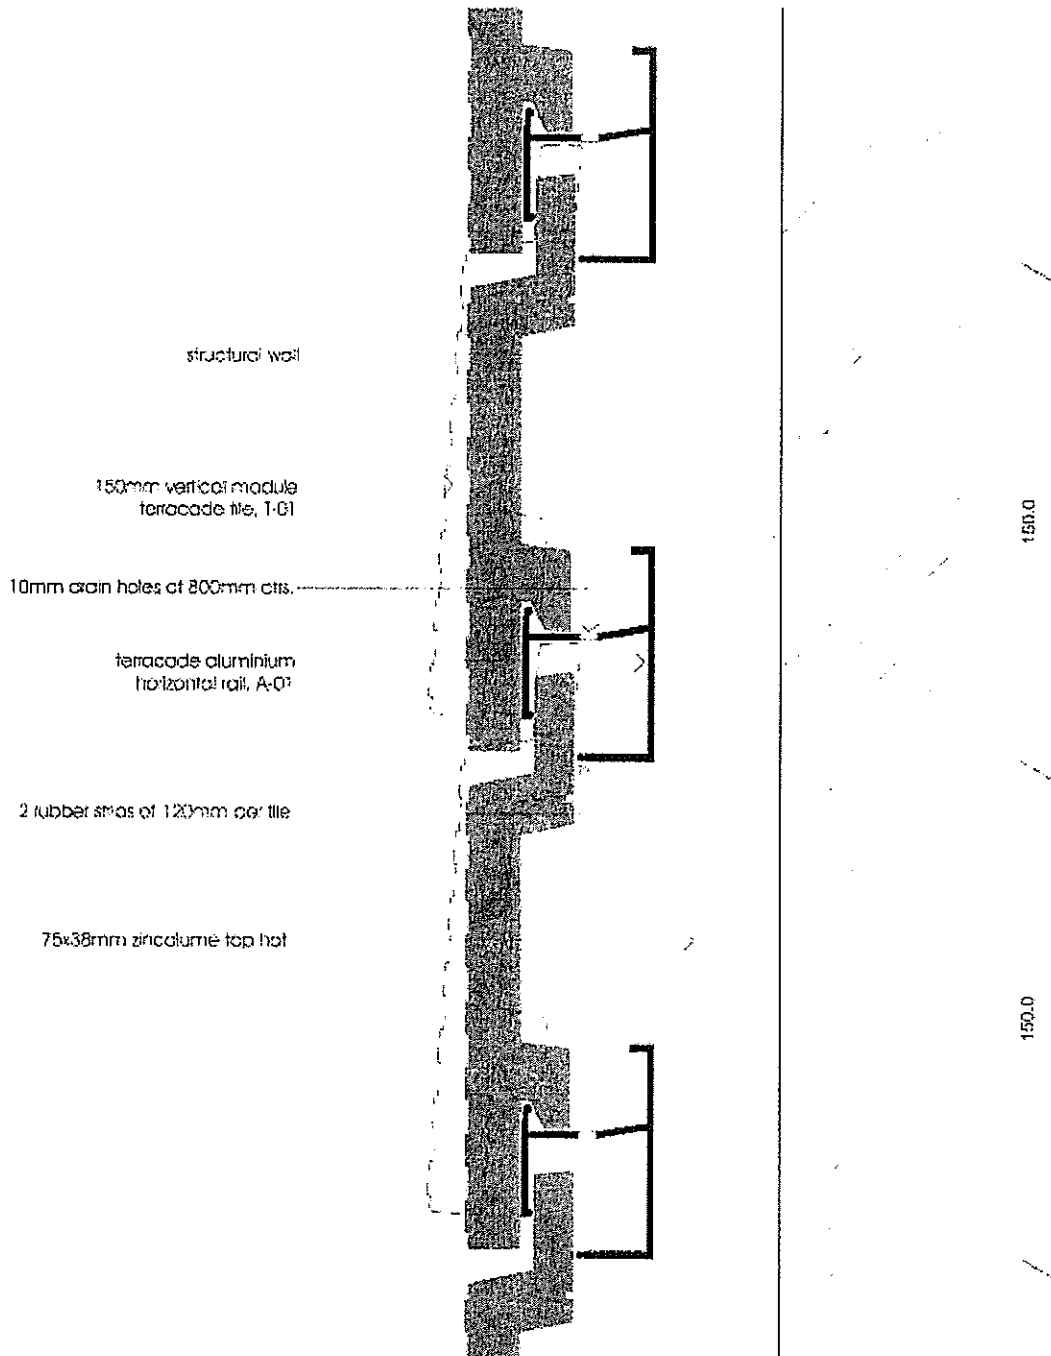 structural wall
150mm vertical module
terracade tile, T-01
10mm drain holes at 800mm ctrs.
terracade aluminium
horizontal rail, A-01
2 rubber strips of 120mm per tile
75x38mm zincalume top hat
150.0
150.0